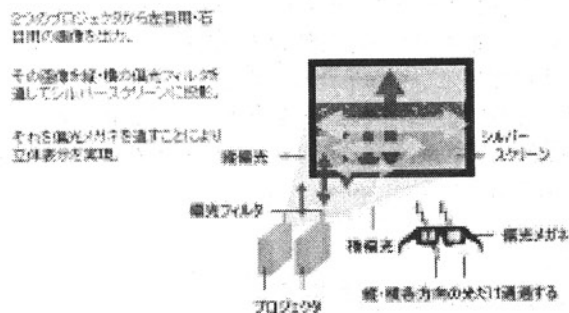 2つのプロジェクタから左目用・右
目用の画像を出力。
その画像を縦・横の偏光フィルタを
通してシルバースクリーンに投影。
それを偏光メガネを通すことにより
立体表示を実現。
縦偏光
シルバー
スクリーン
偏光フィルタ
横偏光
偏光メガネ
縦・横各方向の光だけ通過する
プロジェクタ